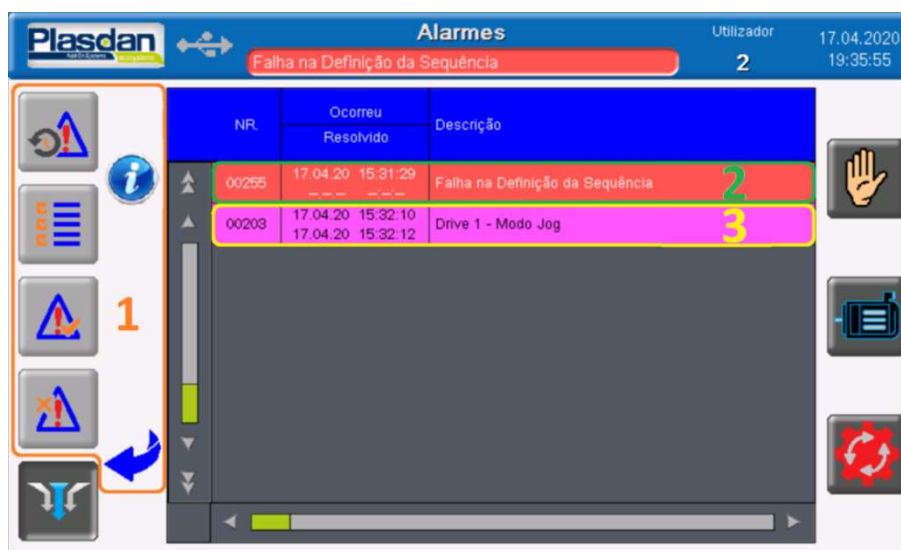 Plasdan
Alarmes
Falha na Definição da Sequência
Utilizador
2
17.04.2020
19:35:55
NR.
Ocorreu
Resolvido
Descrição
00255
17.04.20 15:31:29
--.--.-- --:--:--
Falha na Definição da Sequência
2
00203
17.04.20 15:32:10
17.04.20 15:32:12
Drive 1 - Modo Jog
3
1